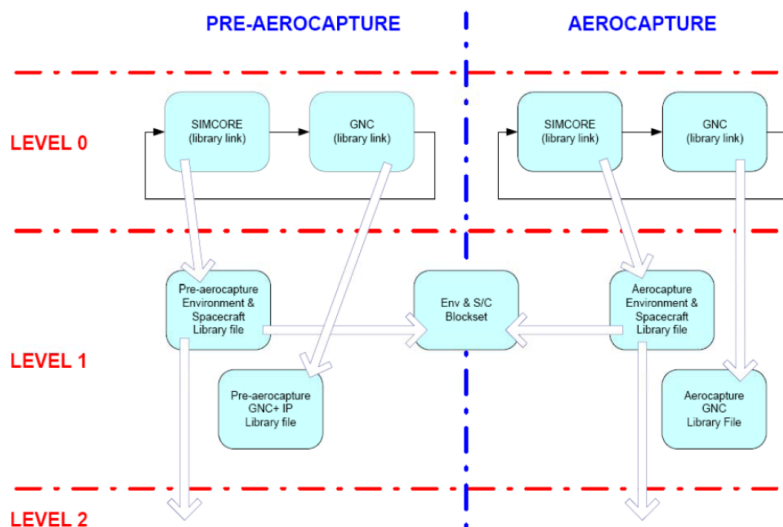 PRE-AEROCAPTURE
AEROCAPTURE
LEVEL 0
SIMCORE
(library link)
GNC
(library link)
SIMCORE
(library link)
GNC
(library link)
LEVEL 1
Pre-aerocapture
Environment &
Spacecraft
Library file
Env & S/C
Blockset
Aerocapture
Environment &
Spacecraft
Library file
Pre-aerocapture
GNC+ IP
Library file
Aerocapture
GNC
Library File
LEVEL 2